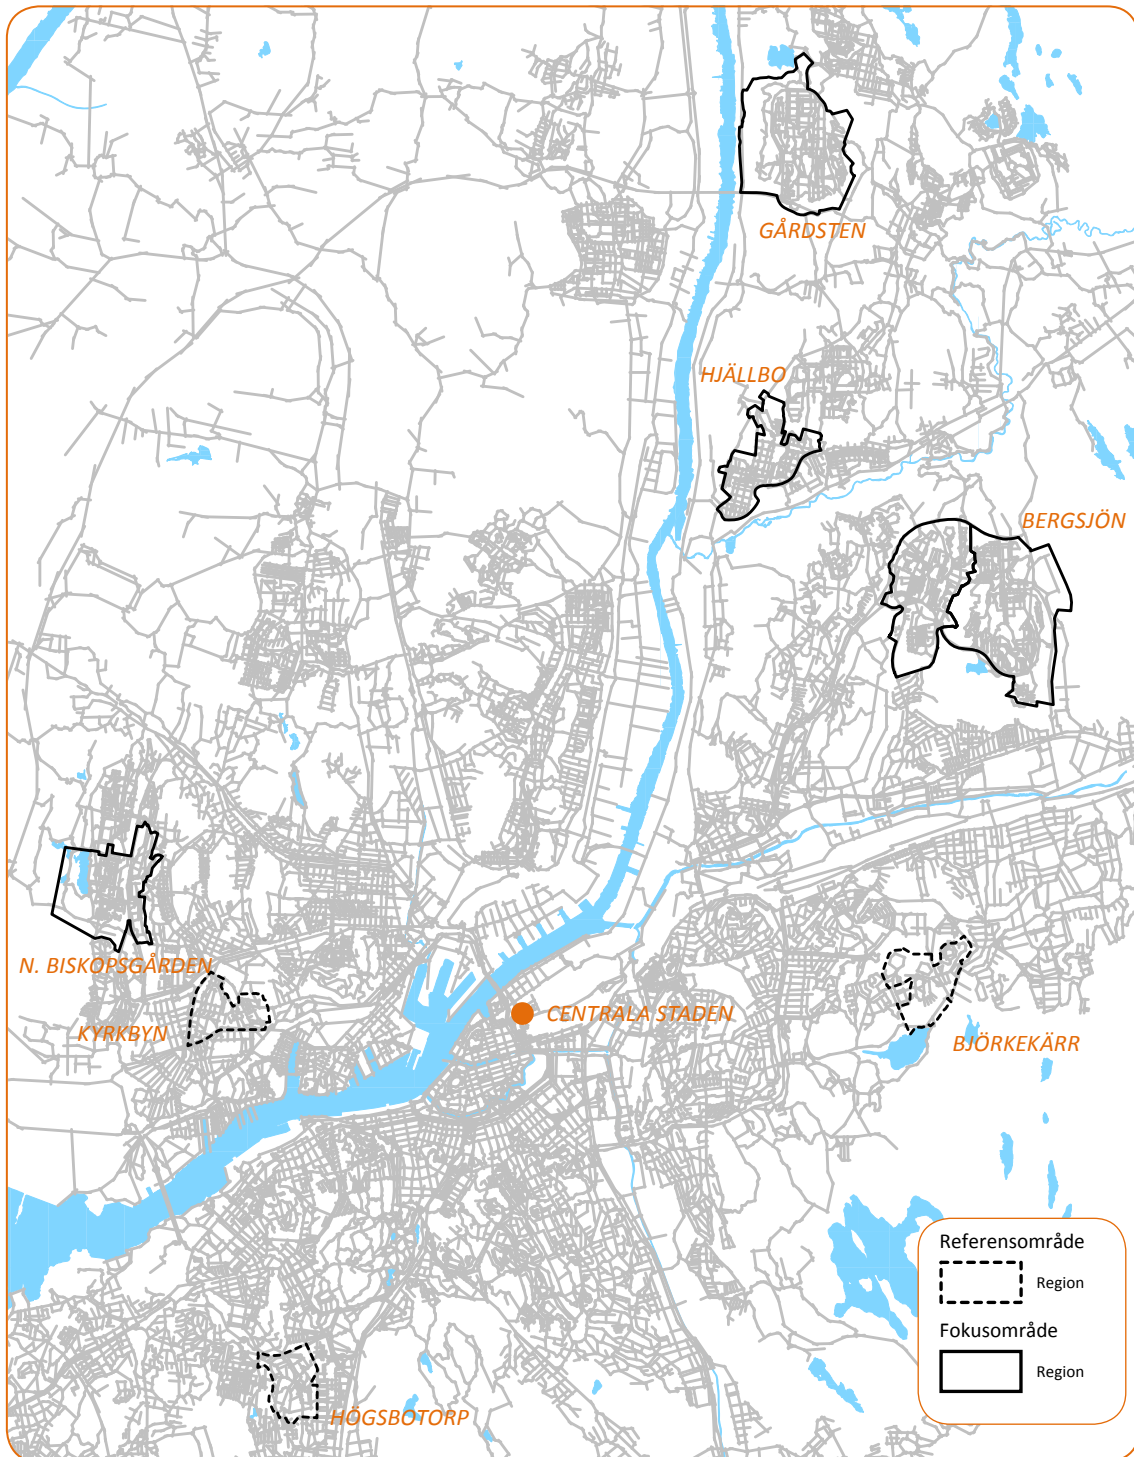 GÅRDSTEN
HJÄLLBO
BERGSJÖN
N. BISKOPSGÅRDEN
KYRKBYN
CENTRALA STADEN
BJÖRKEKÄRR
HÖGSBOTORP
Referensområde
Region
Fokusområde
Region